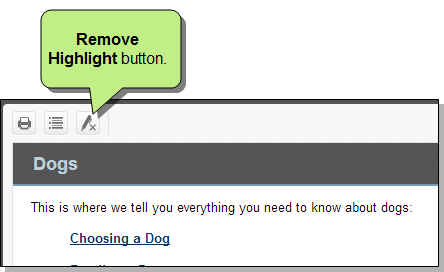 Remove
Highlight button.
Dogs
This is where we tell you everything you need to know about dogs:
Choosing a Dog